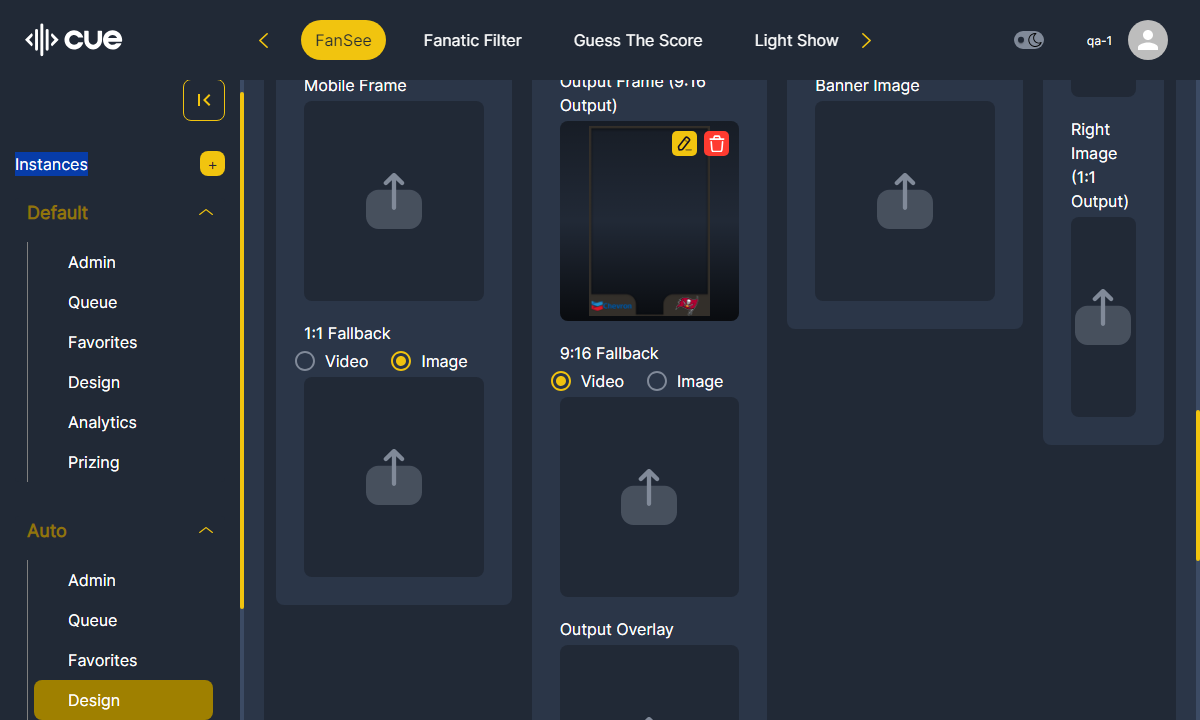 cue
FanSee
Fanatic Filter
Guess The Score
Light Show
qa-1
Instances
+
Default
Admin
Queue
Favorites
Design
Analytics
Prizing
Auto
Admin
Queue
Favorites
Design
Mobile Frame
1:1 Fallback
Video
Image
Output Frame (9:16
Output)
9:16 Fallback
Video
Image
Output Overlay
Banner Image
Right
Image
(1:1
Output)